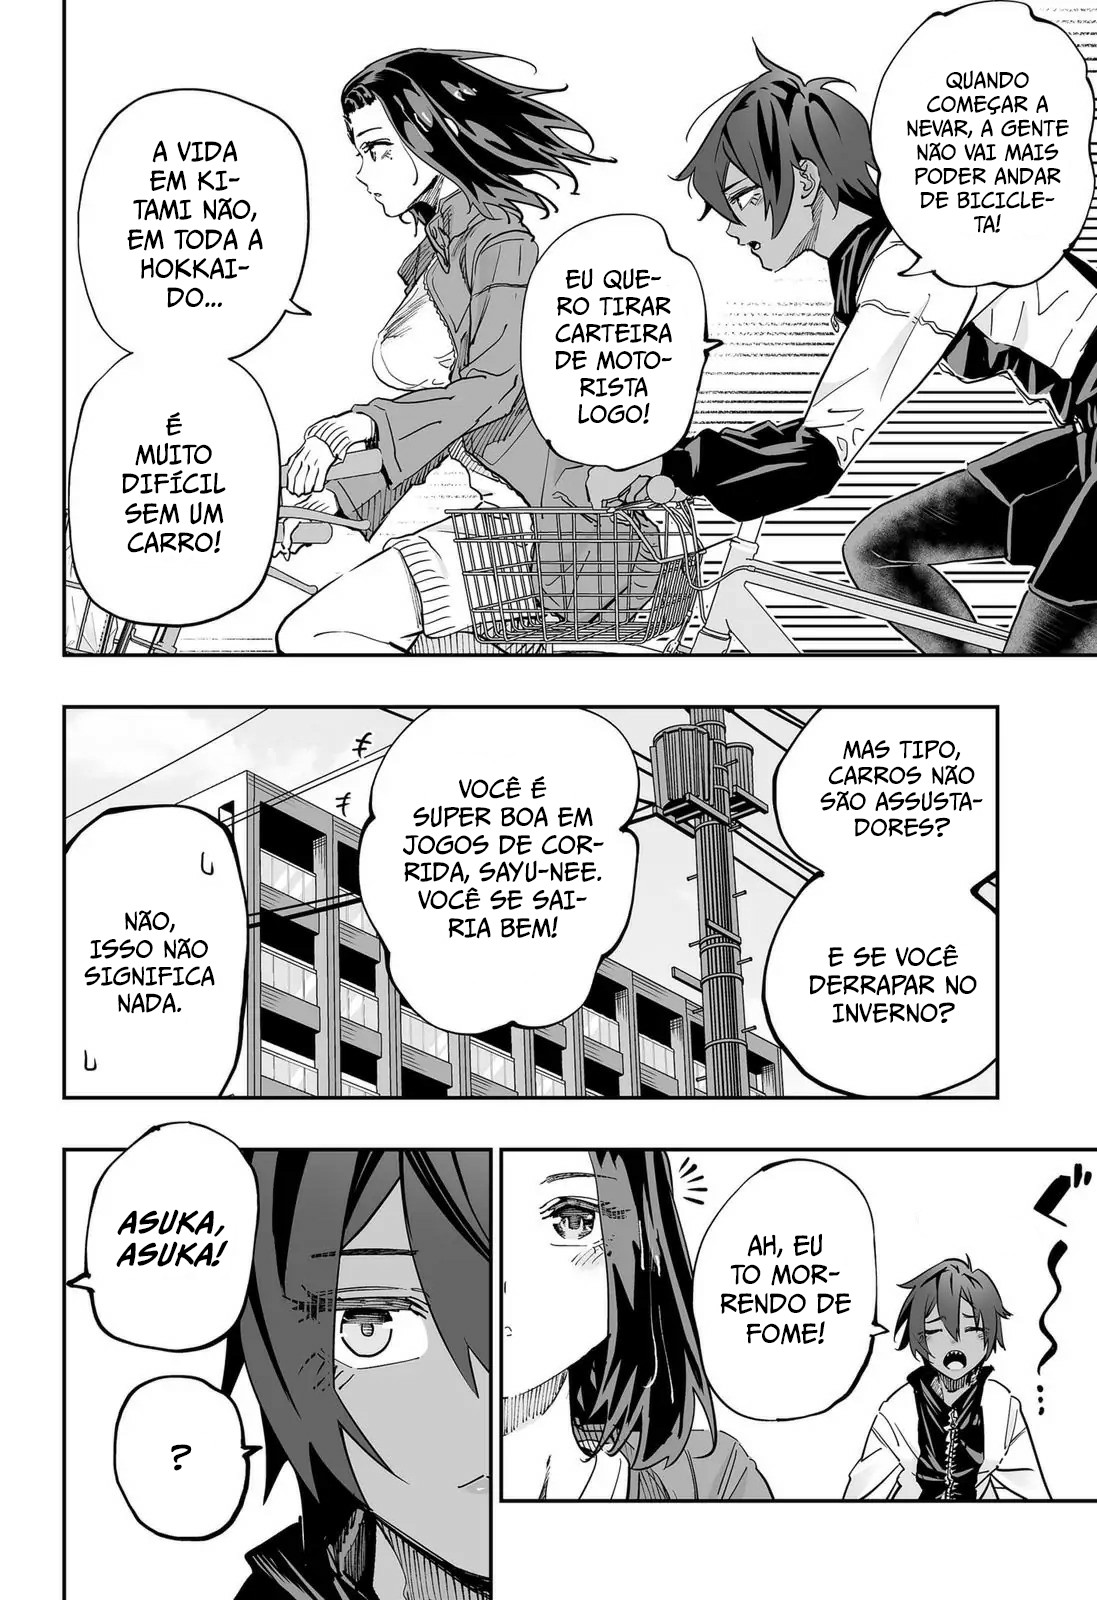 QUANDO
COMEÇAR A
NEVAR, A GENTE
NÃO VAI MAIS
PODER ANDAR
DE BICICLE-
TA!
EU QUE-
RO TIRAR
CARTEIRA
DE MOTO-
RISTA
LOGO!
A VIDA
EM KI-
TAMI NÃO,
EM TODA A
HOKKAI-
DO...
É
MUITO
DIFÍCIL
SEM UM
CARRO!
MAS TIPO,
CARROS NÃO
SÃO ASSUSTA-
DORES?
E SE VOCÊ
DERRAPAR NO
INVERNO?
VOCÊ É
SUPER BOA EM
JOGOS DE COR-
RIDA, SAYU-NEE.
VOCÊ SE SAI-
RIA BEM!
NÃO,
ISSO NÃO
SIGNIFICA
NADA.
AH, EU
TO MOR-
RENDO DE
FOME!
ASUKA,
ASUKA!
?